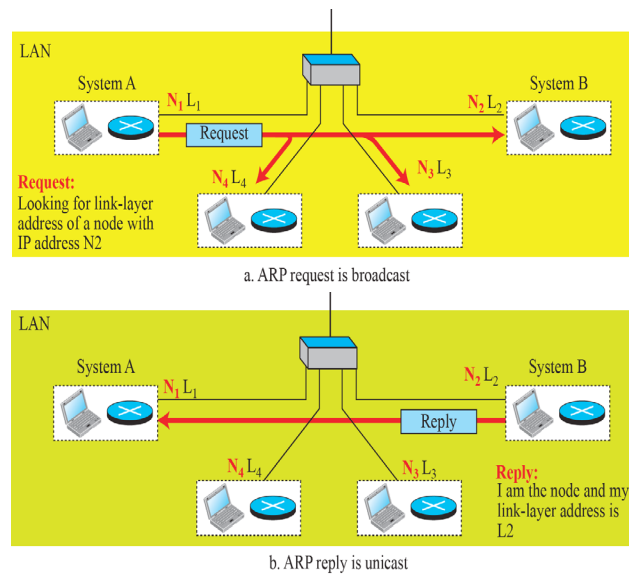 LAN
System A
System B
N1 L1
N2 L2
Request
N4 L4
N3 L3
Request:
Looking for link-layer
address of a node with
IP address N2
a. ARP request is broadcast
LAN
System A
System B
N1 L1
N2 L2
Reply
N4 L4
N3 L3
Reply:
I am the node and my
link-layer address is
L2
b. ARP reply is unicast